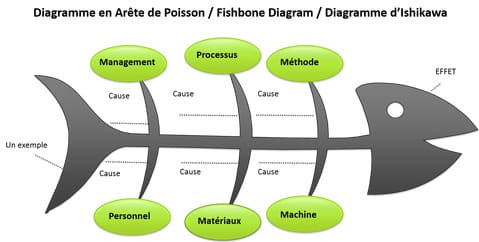 Diagramme en Arête de Poisson / Fishbone Diagram / Diagramme d’Ishikawa
Management
Processus
Méthode
EFFET
Cause
Cause
Cause
Un exemple
Cause
Cause
Cause
Personnel
Matériaux
Machine